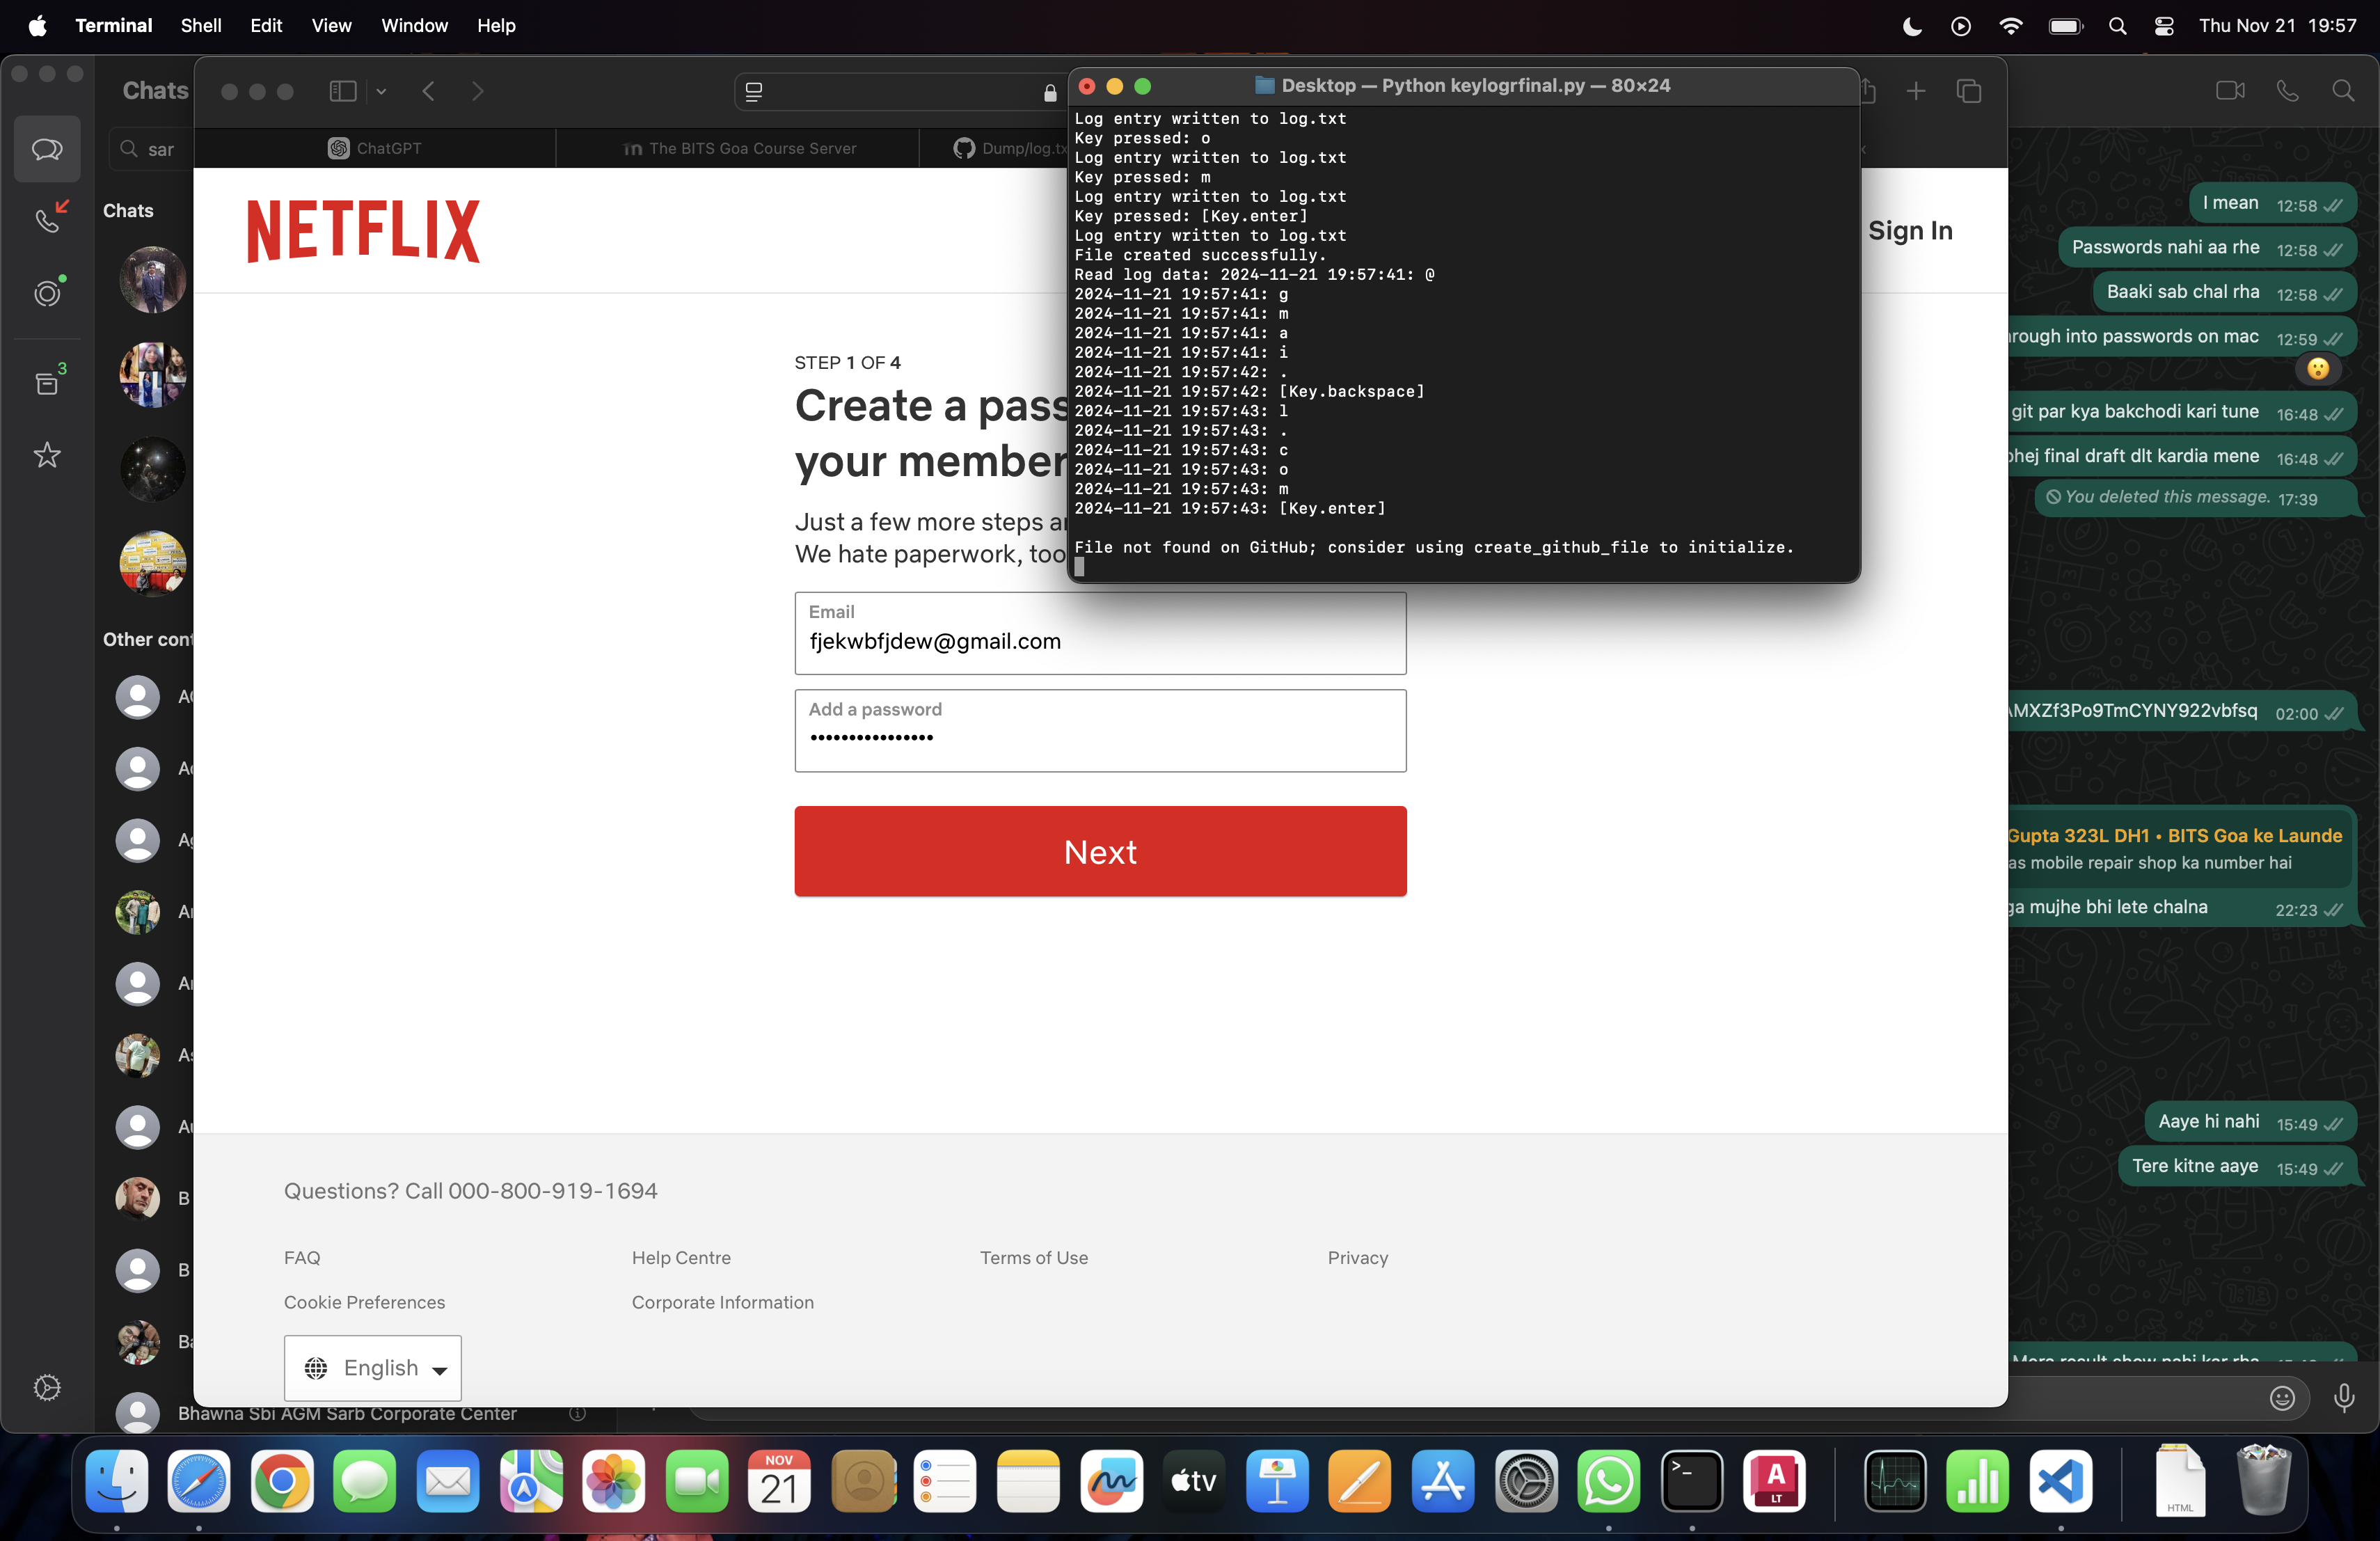 Terminal Shell Edit View Window Help
Thu Nov 21 19:57
Chats
sar
Chats
3
Other
Bhawna Sbi AGM Sarb Corporate Center
ChatGPT
The BITS Goa Course Server
Dump/log.tx
NETFLIX
Sign In
STEP 1 OF 4
Create a pass
your member
Just a few more steps
We hate paperwork, too
Email
fjekwbfjdew@gmail.com
Add a password
••••••••••••••••
Next
Questions? Call 000-800-919-1694
FAQ
Help Centre
Terms of Use
Privacy
Cookie Preferences
Corporate Information
English
Desktop — Python keylogrfinal.py — 80×24
Log entry written to log.txt
Key pressed: o
Log entry written to log.txt
Key pressed: m
Log entry written to log.txt
Key pressed: [Key.enter]
Log entry written to log.txt
File created successfully.
Read log data: 2024-11-21 19:57:41: @
2024-11-21 19:57:41: g
2024-11-21 19:57:41: m
2024-11-21 19:57:41: a
2024-11-21 19:57:41: i
2024-11-21 19:57:42: .
2024-11-21 19:57:42: [Key.backspace]
2024-11-21 19:57:43: l
2024-11-21 19:57:43: .
2024-11-21 19:57:43: c
2024-11-21 19:57:43: o
2024-11-21 19:57:43: m
2024-11-21 19:57:43: [Key.enter]
File not found on GitHub; consider using create_github_file to initialize.
I mean 12:58
Passwords nahi aa rhe 12:58
Baaki sab chal rha 12:58
rough into passwords on mac 12:59
git par kya bakchodi kari tune 16:48
final draft dlt kardia mene 16:48
You deleted this message. 17:39
MXZf3Po9TmCYNY922vbfsq 02:00
Gupta 323L DH1 • BITS Goa ke Launde
as mobile repair shop ka number hai
ga mujhe bhi lete chalna 22:23
Aaye hi nahi 15:49
Tere kitne aaye 15:49
NOV
21
tv
A
LT
HTML